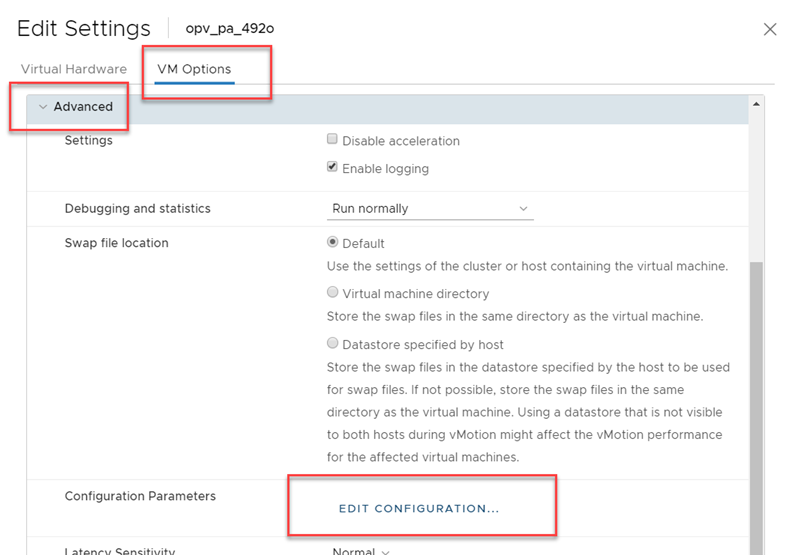 Edit Settings opv_pa_492o
Virtual Hardware VM Options
Advanced
Settings
Disable acceleration
Enable logging
Debugging and statistics Run normally
Swap file location
Default
Use the settings of the cluster or host containing the virtual machine.
Virtual machine directory
Store the swap files in the same directory as the virtual machine.
Datastore specified by host
Store the swap files in the datastore specified by the host to be used
for swap files. If not possible, store the swap files in the same
directory as the virtual machine. Using a datastore that is not visible
to both hosts during vMotion might affect the vMotion performance
for the affected virtual machines.
Configuration Parameters EDIT CONFIGURATION...
Latency Sensitivity Normal